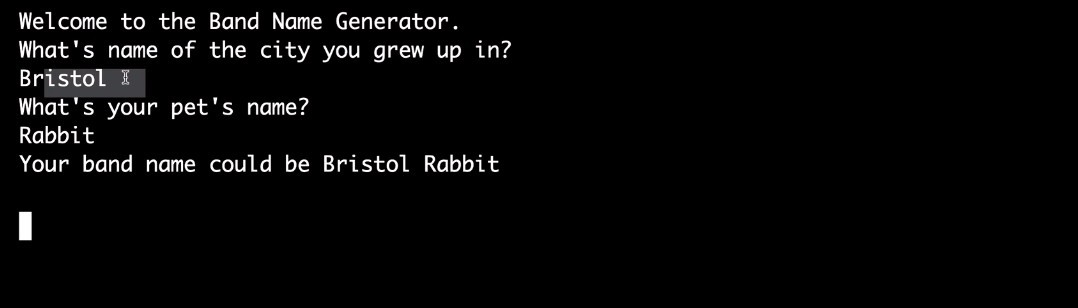 Welcome to the Band Name Generator.
What's name of the city you grew up in?
Bristol
What's your pet's name?
Rabbit
Your band name could be Bristol Rabbit